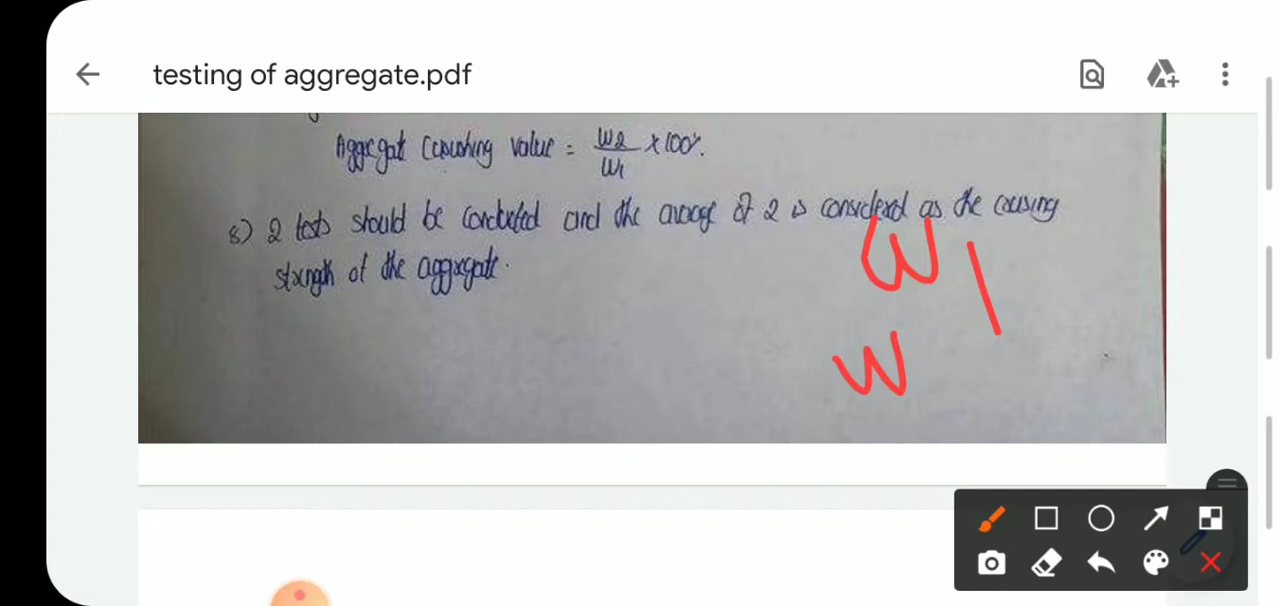 testing of aggregate.pdf
Aggregate Crushing value = W2/W1 x 100%.
8) 2 tests should be conducted and the average of 2 is considered as the crusing
strength of the aggregate.
W1
W